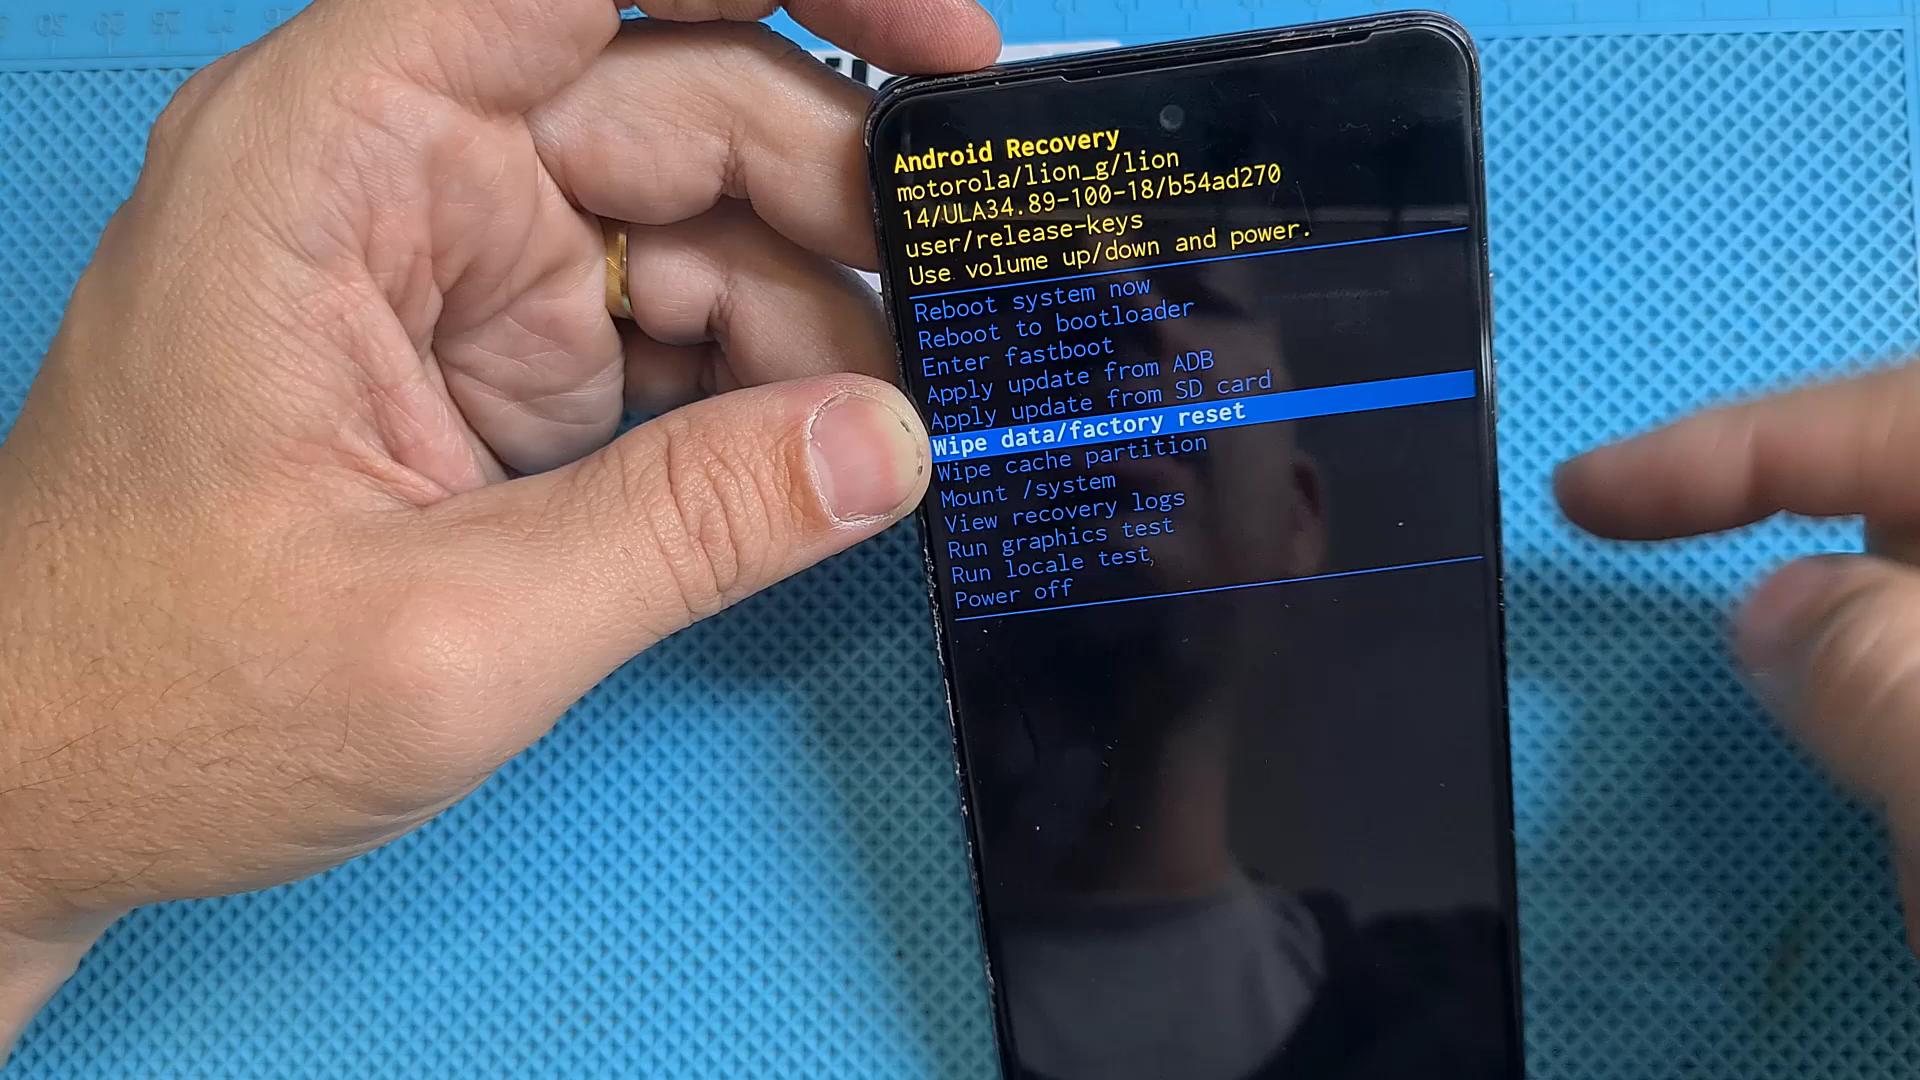 Android Recovery
motorola/lion_g/lion
14/ULA34.89-100-18/b54ad270
user/release-keys
Use volume up/down and power.
Reboot system now
Reboot to bootloader
Enter fastboot
Apply update from ADB
Apply update from SD card
Wipe data/factory reset
Wipe cache partition
Mount /system
View recovery logs
Run graphics test
Run locale test
Power off